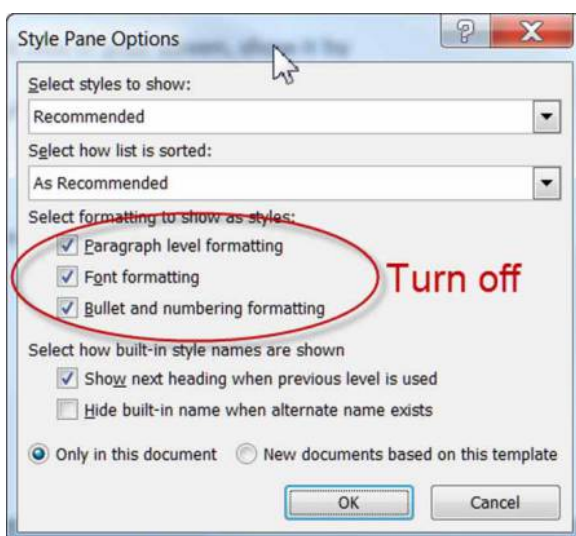 Style Pane Options
Select styles to show:
Recommended
Select how list is sorted:
As Recommended
Select formatting to show as styles:
Paragraph level formatting
Font formatting
Bullet and numbering formatting
Turn off
Select how built-in style names are shown
Show next heading when previous level is used
Hide built-in name when alternate name exists
Only in this document New documents based on this template
OK Cancel